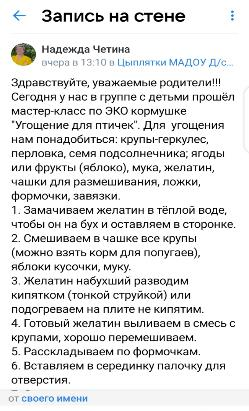 Запись на стене
Надежда Четина
вчера в 13:10 в Цыплятки МАДОУ Д/с...
Здравствуйте, уважаемые родители!!!
Сегодня у нас в группе с детьми прошёл
мастер-класс по ЭКО кормушке
"Угощение для птичек". Для угощения
нам понадобиться: крупы-геркулес,
перловка, семя подсолнечника; ягоды
или фрукты (яблоко), мука, желатин,
чашки для размешивания, ложки,
формочки, завязки.
1. Замачиваем желатин в тёплой воде,
чтобы он на бух и оставляем в сторонке.
2. Смешиваем в чашке все крупы
(можно взять корм для попугаев),
яблоки кусочки, муку.
3. Желатин набухший разводим
кипятком (тонкой струйкой) или
подогреваем на плите не кипятим.
4. Готовый желатин выливаем в смесь с
крупами, хорошо перемешиваем.
5. Расскладываем по формочкам.
6. Вставляем в серединку палочку для
отверстия.
от своего имени